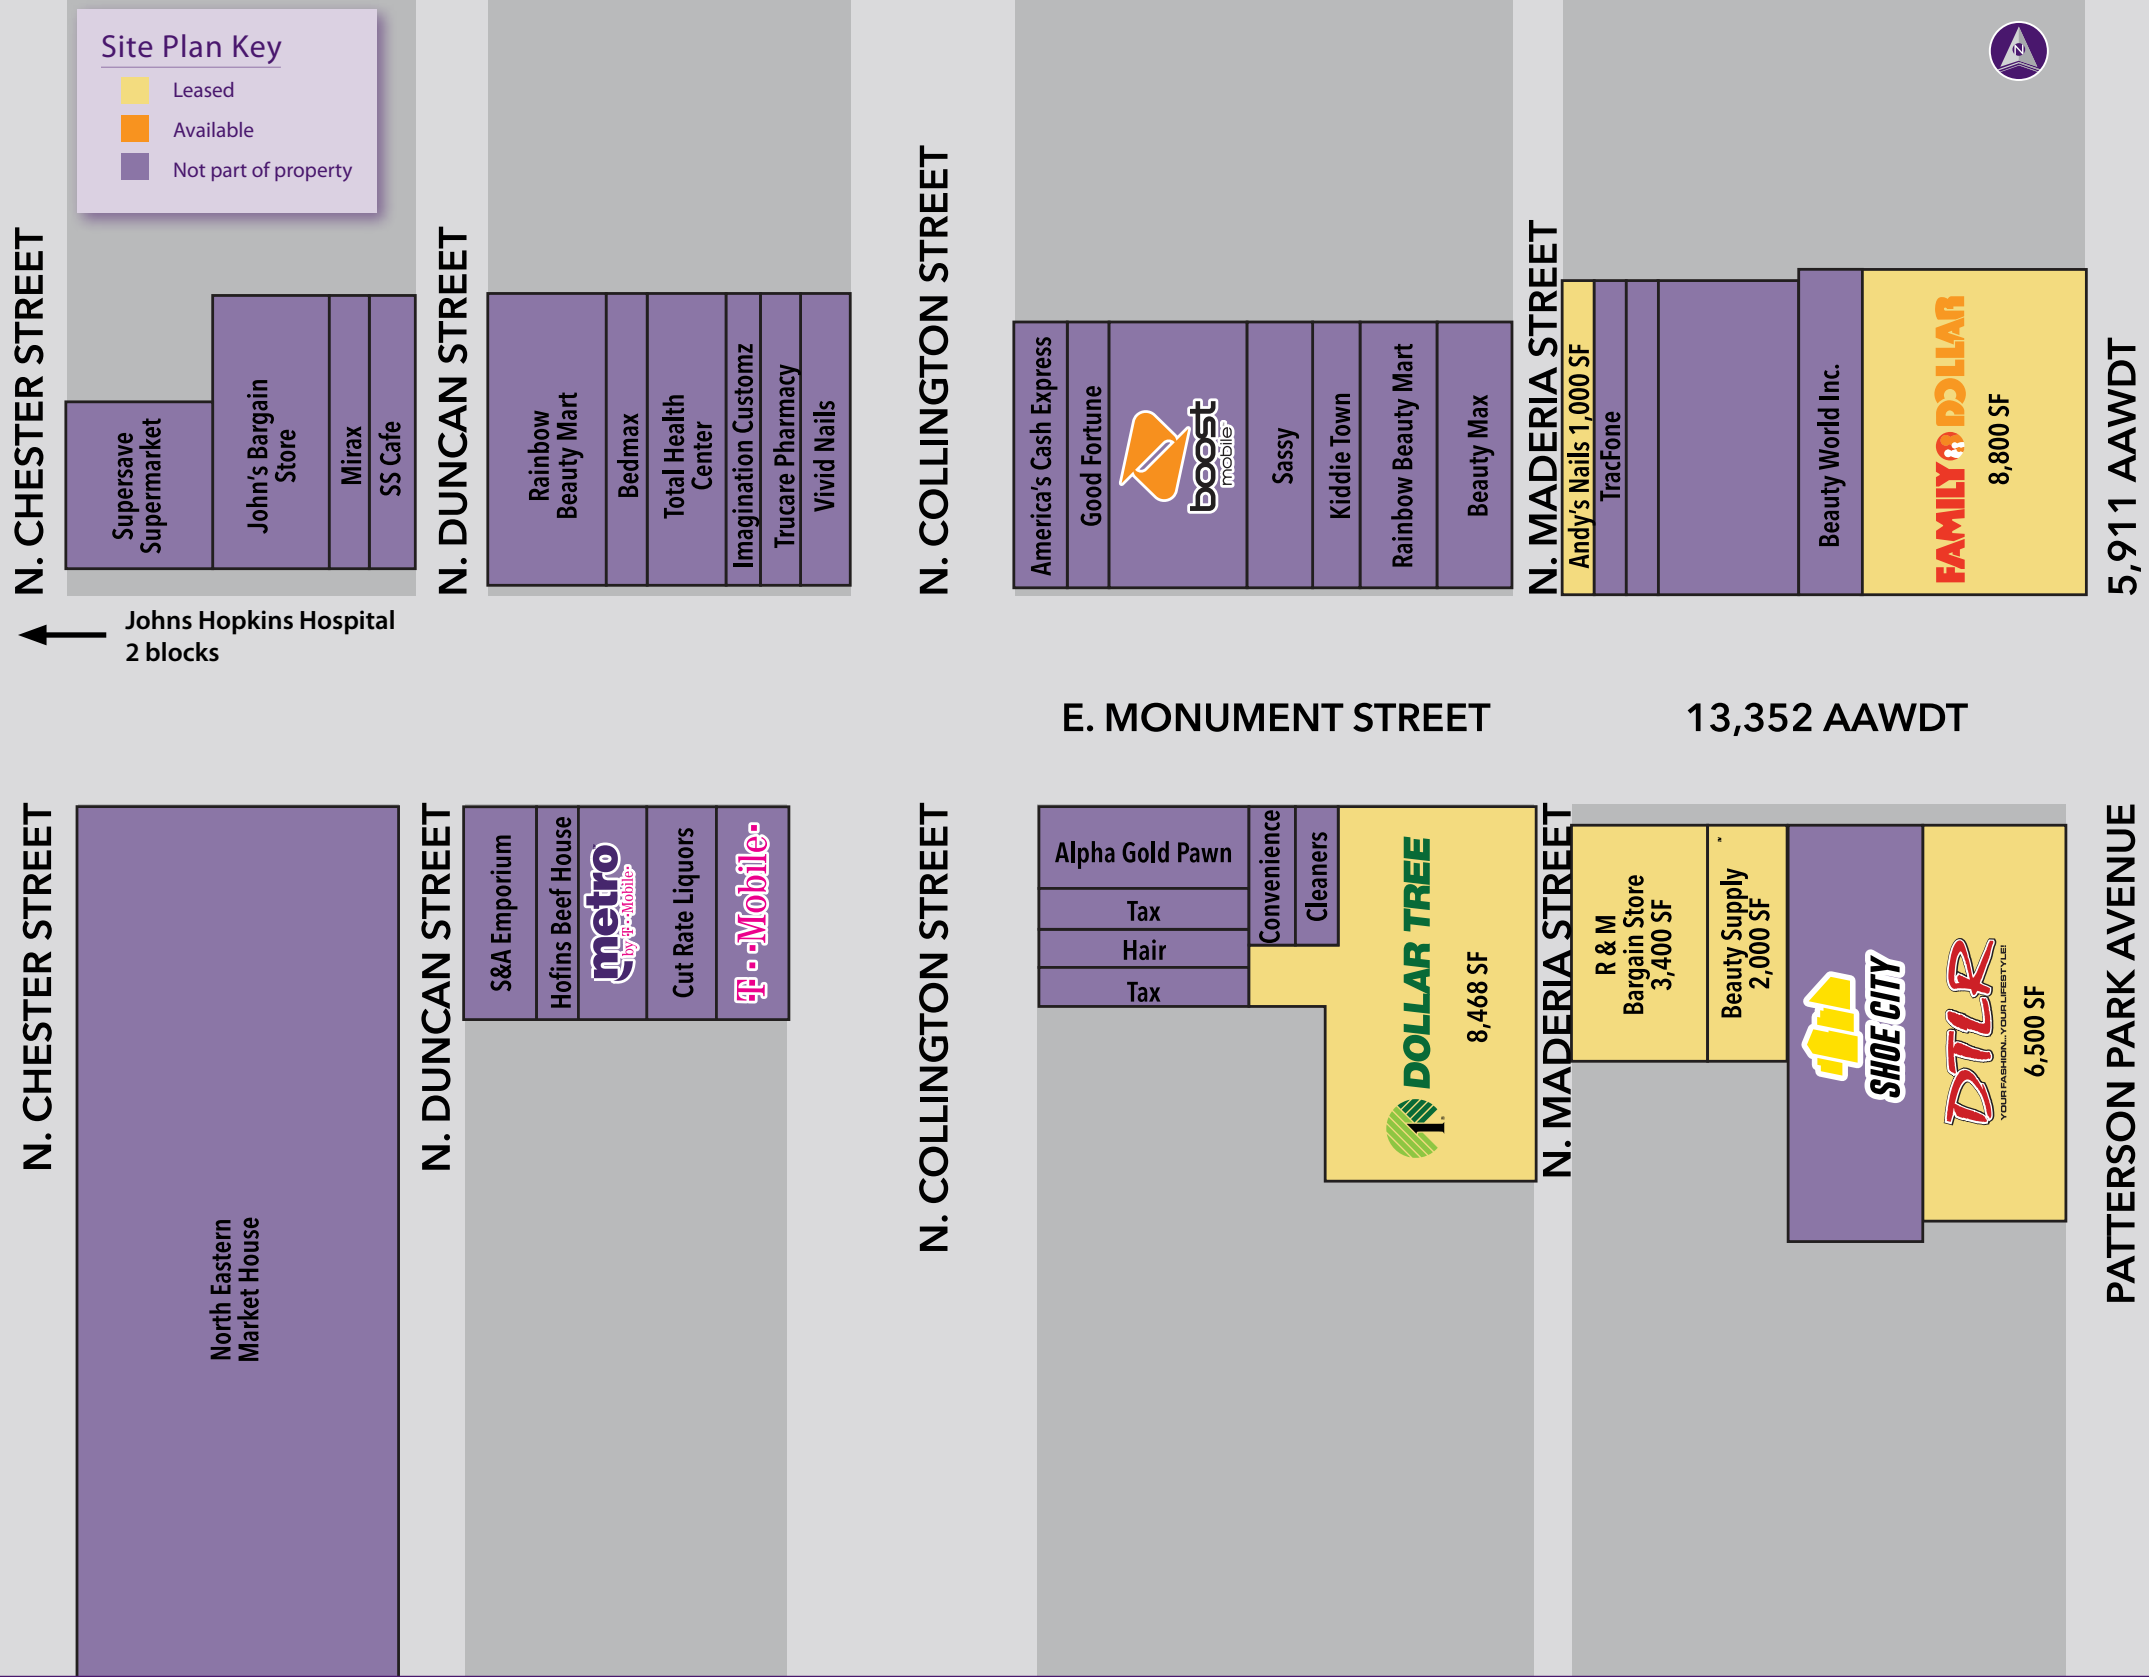 Site Plan Key
Leased
Available
Not part of property
N
N. CHESTER STREET
Supersave
Supermarket
John's Bargain
Store
Mirax
SS Cafe
N. DUNCAN STREET
Rainbow
Beauty Mart
Bedmax
Total Health
Center
Imagination Customz
Trucare Pharmacy
Vivid Nails
N. COLLINGTON STREET
America's Cash Express
Good Fortune
boost
mobile
Sassy
Kiddie Town
Rainbow Beauty Mart
Beauty Max
N. MADERIA STREET
Andy's Nails 1,000 SF
TracFone
Beauty World Inc.
FAMILY DOLLAR
8,800 SF
5,911 AAWDT
Johns Hopkins Hospital
2 blocks
E. MONUMENT STREET
13,352 AAWDT
N. CHESTER STREET
North Eastern
Market House
N. DUNCAN STREET
S&A Emporium
Hofins Beef House
metro
by T-Mobile
Cut Rate Liquors
T-Mobile
N. COLLINGTON STREET
Alpha Gold Pawn
Tax
Hair
Tax
Convenience
Cleaners
1
DOLLAR TREE
8,468 SF
N. MADERIA STREET
R & M
Bargain Store
3,400 SF
Beauty Supply
2,000 SF
SHOE CITY
DTLR
YOUR FASHION...YOUR LIFESTYLE!
6,500 SF
PATTERSON PARK AVENUE